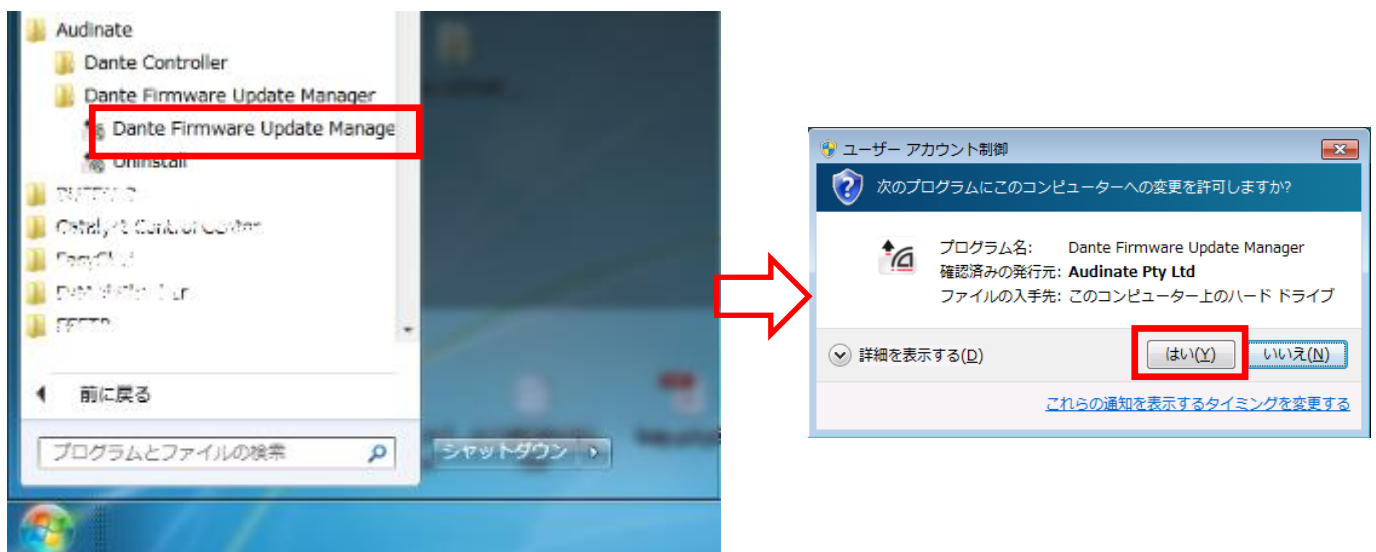 Audinate
Dante Controller
Dante Firmware Update Manager
Dante Firmware Update Manage
Uninstall
前に戻る
プログラムとファイルの検索
シャットダウン
ユーザー アカウント制御
次のプログラムにこのコンピューターへの変更を許可しますか?
プログラム名: Dante Firmware Update Manager
確認済みの発行元: Audinate Pty Ltd
ファイルの入手先: このコンピューター上のハード ドライブ
詳細を表示する(D)
はい(Y)
いいえ(N)
これらの通知を表示するタイミングを変更する